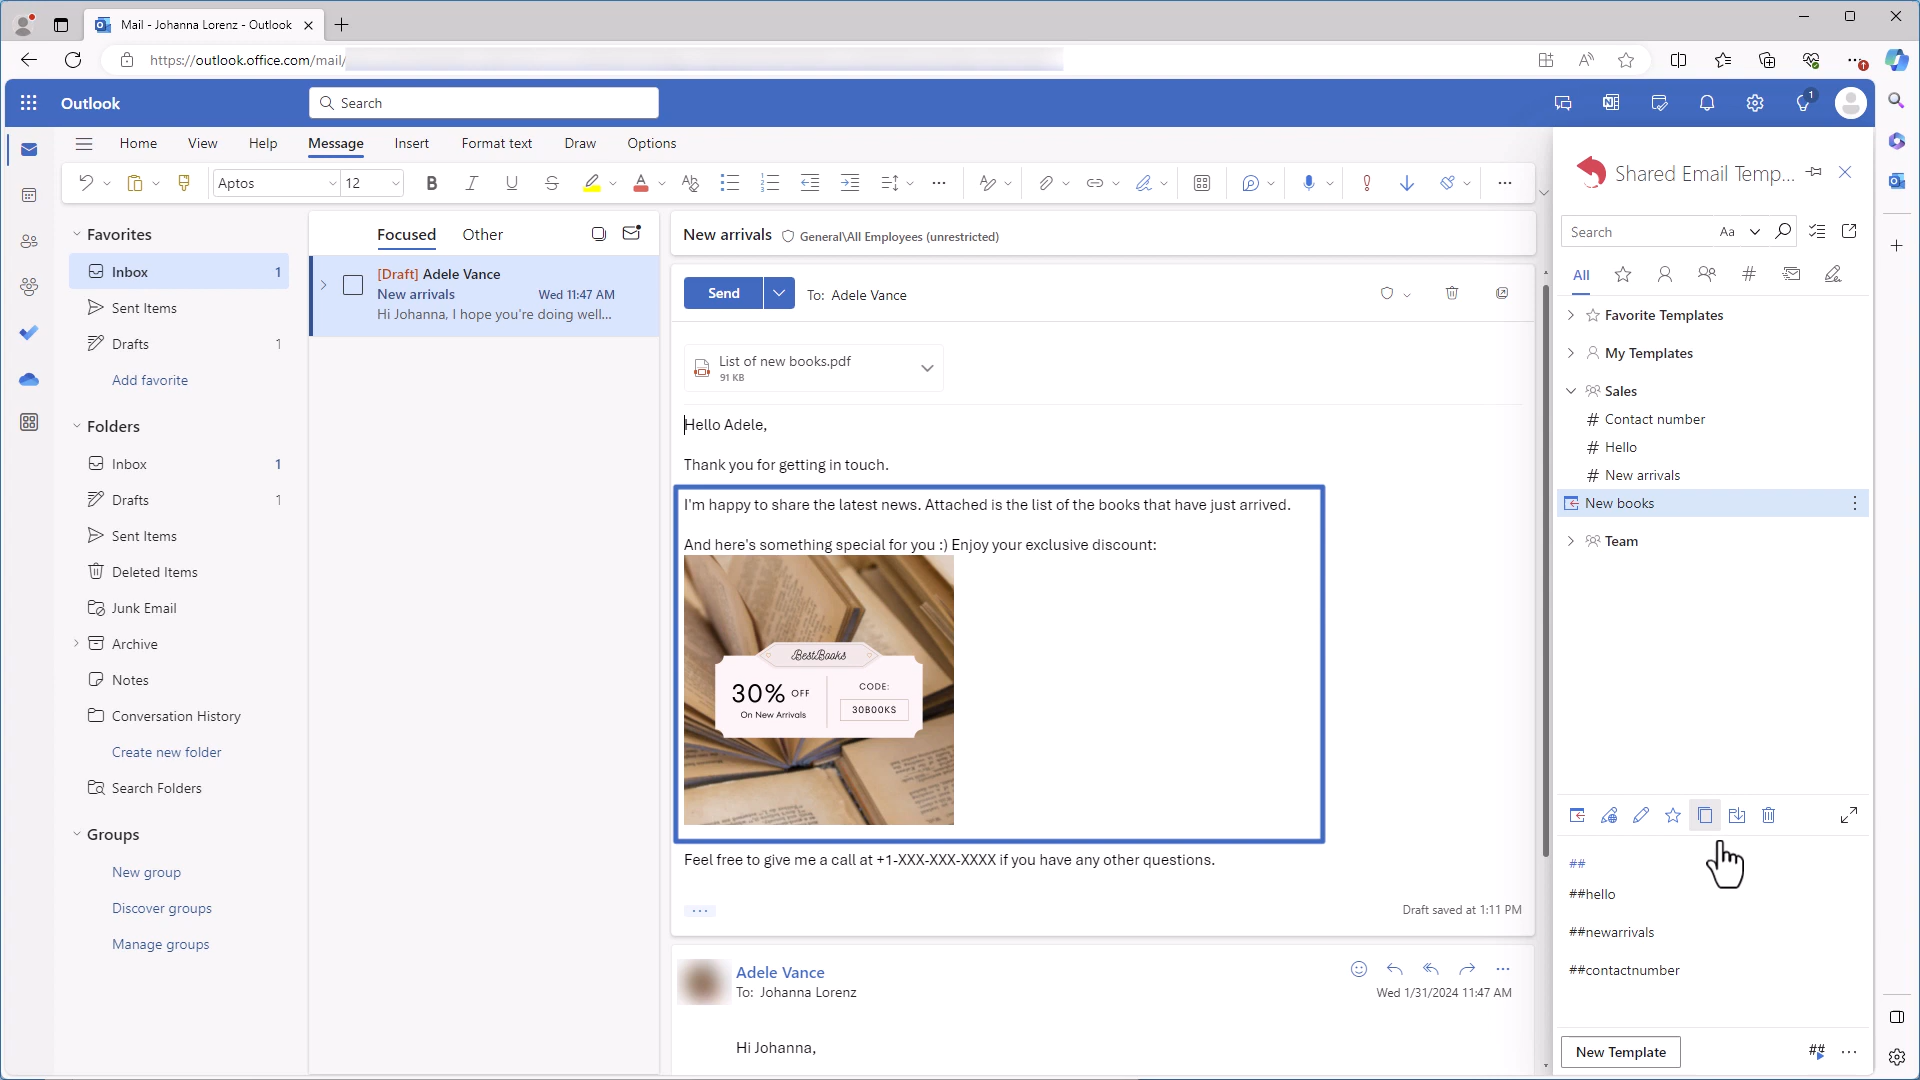 Mail - Johanna Lorenz - Outlook
https://outlook.office.com/mail/
Outlook
Search
1
Home View Help Message Insert Format text Draw Options
Aptos 12
Favorites
Inbox 1
Sent Items
Drafts 1
Add favorite
Folders
Inbox 1
Drafts 1
Sent Items
Deleted Items
Junk Email
Archive
Notes
Conversation History
Create new folder
Search Folders
Groups
New group
Discover groups
Manage groups
Focused Other
[Draft] Adele Vance
New arrivals Wed 11:47 AM
Hi Johanna, I hope you're doing well...
New arrivals General\All Employees (unrestricted)
Send To: Adele Vance
List of new books.pdf
91 KB
Hello Adele,
Thank you for getting in touch.
I'm happy to share the latest news. Attached is the list of the books that have just arrived.
And here's something special for you :) Enjoy your exclusive discount:
BestBooks
30% OFF
On New Arrivals
CODE:
30BOOKS
Feel free to give me a call at +1-XXX-XXX-XXXX if you have any other questions.
Draft saved at 1:11 PM
Adele Vance
To: Johanna Lorenz
Wed 1/31/2024 11:47 AM
Hi Johanna,
Shared Email Temp...
Search Aa
All
Favorite Templates
My Templates
Sales
# Contact number
# Hello
# New arrivals
New books
Team
##
##hello
##newarrivals
##contactnumber
New Template ##